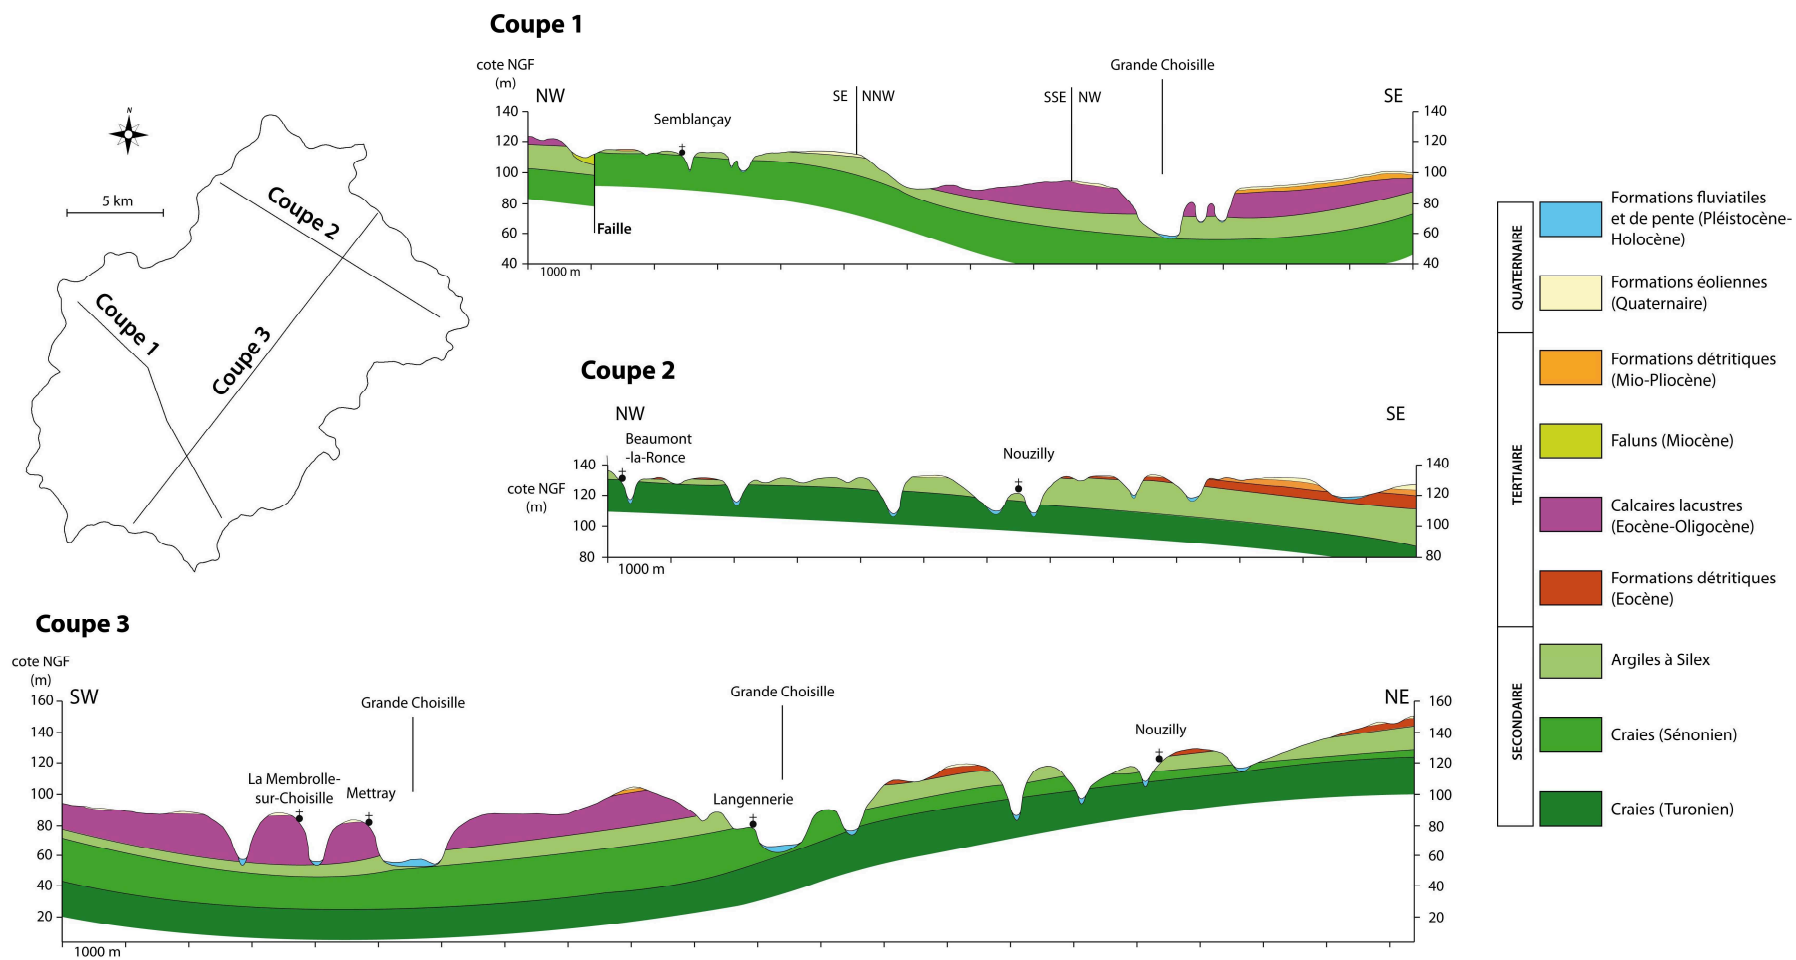 Coupe 1
cote NGF
(m)
NW
Semblançay
SE
NNW
SSE
NW
Grande Choisille
SE
140
120
100
80
60
40
140
120
100
80
60
40
Faille
1000 m
N
5 km
Coupe 1
Coupe 2
Coupe 3
Coupe 2
NW
SE
Beaumont
-la-Ronce
Nouzilly
cote NGF
(m)
140
120
100
80
140
120
100
80
1000 m
Coupe 3
cote NGF
(m)
SW
NE
160
140
120
100
80
60
40
20
160
140
120
100
80
60
40
20
Grande Choisille
Grande Choisille
Nouzilly
La Membrolle-
sur-Choisille
Mettray
Langennerie
1000 m
QUATERNAIRE
TERTIAIRE
SECONDAIRE
Formations fluviatiles
et de pente (Pléistocène-
Holocène)
Formations éoliennes
(Quaternaire)
Formations détritiques
(Mio-Pliocène)
Faluns (Miocène)
Calcaires lacustres
(Eocène-Oligocène)
Formations détritiques
(Eocène)
Argiles à Silex
Craies (Sénonien)
Craies (Turonien)